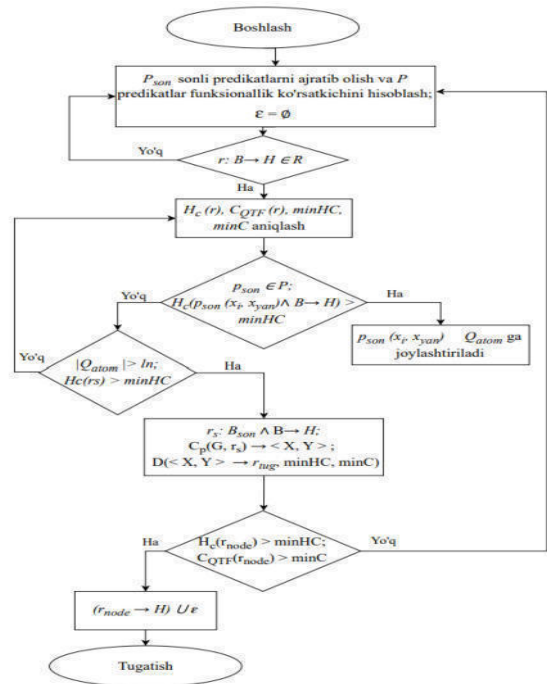 Boshlash
P_son sonli predikatlarni ajratib olish va P
predikatlar funksionallik ko'rsatkichini hisoblash;
ε = ∅
Yo'q
r: B→ H ∈ R
Ha
H_c (r), C_QTF (r), minHC,
minC aniqlash
Yo'q
p_son ∈ P;
H_c(p_son (x_i, x_yan)∧ B→ H) >
minHC
Ha
p_son (x_i, x_yan) Q_atom ga
joylashtiriladi
Yo'q
|Q_atom |> ln;
Hc(rs) > minHC
Ha
r_s: B_son ∧ B→ H;
C_p(G, r_s) → < X, Y > ;
D(< X, Y > → r_tug, minHC, minC)
Ha
H_c(r_node) > minHC;
C_QTF(r_node) > minC
Yo'q
(r_node → H) ∪ ε
Tugatish